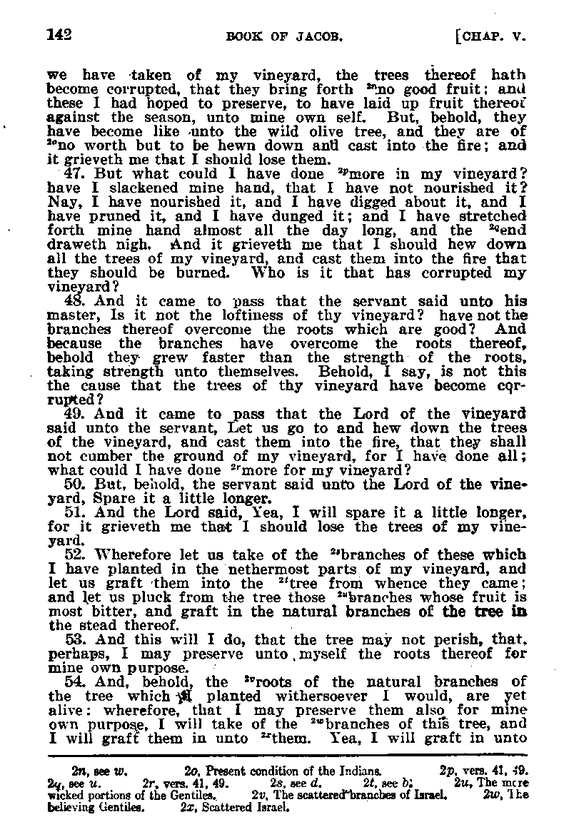 142 BOOK OF JACOB. [CHAP. V.
we have taken of my vineyard, the trees thereof hath
become corrupted, that they bring forth ²ⁿno good fruit; and
these I had hoped to preserve, to have laid up fruit thereof
against the season, unto mine own self. But, behold, they
have become like unto the wild olive tree, and they are of
²ᵒno worth but to be hewn down and cast into the fire; and
it grieveth me that I should lose them.
47. But what could I have done ²ᵖmore in my vineyard?
have I slackened mine hand, that I have not nourished it?
Nay, I have nourished it, and I have digged about it, and I
have pruned it, and I have dunged it; and I have stretched
forth mine hand almost all the day long, and the ²qend
draweth nigh. And it grieveth me that I should hew down
all the trees of my vineyard, and cast them into the fire that
they should be burned. Who is it that has corrupted my
vineyard?
48. And it came to pass that the servant said unto his
master, Is it not the loftiness of thy vineyard? have not the
branches thereof overcome the roots which are good? And
because the branches have overcome the roots thereof,
behold they grew faster than the strength of the roots,
taking strength unto themselves. Behold, I say, is not this
the cause that the trees of thy vineyard have become cor-
rupted?
49. And it came to pass that the Lord of the vineyard
said unto the servant, Let us go to and hew down the trees
of the vineyard, and cast them into the fire, that they shall
not cumber the ground of my vineyard, for I have done all;
what could I have done ²ʳmore for my vineyard?
50. But, behold, the servant said unto the Lord of the vine-
yard, Spare it a little longer.
51. And the Lord said, Yea, I will spare it a little longer,
for it grieveth me that I should lose the trees of my vine-
yard.
52. Wherefore let us take of the ²ˢbranches of these which
I have planted in the nethermost parts of my vineyard, and
let us graft them into the ²ᵗtree from whence they came;
and let us pluck from the tree those ²ᵘbranches whose fruit is
most bitter, and graft in the natural branches of the tree in
the stead thereof.
53. And this will I do, that the tree may not perish, that,
perhaps, I may preserve unto myself the roots thereof for
mine own purpose.
54. And, behold, the ²ᵛroots of the natural branches of
the tree which I planted withersoever I would, are yet
alive: wherefore, that I may preserve them also for mine
own purpose, I will take of the ²ʷbranches of this tree, and
I will graft them in unto ²ˣthem. Yea, I will graft in unto
2n, see w. 2o, Present condition of the Indians. 2p, vers. 41, 49.
2q, see u. 2r, vers. 41, 49. 2s, see d. 2t, see b; 2u, The more
wicked portions of the Gentiles. 2v, The scattered branches of Israel. 2w, The
believing Gentiles. 2x, Scattered Israel.